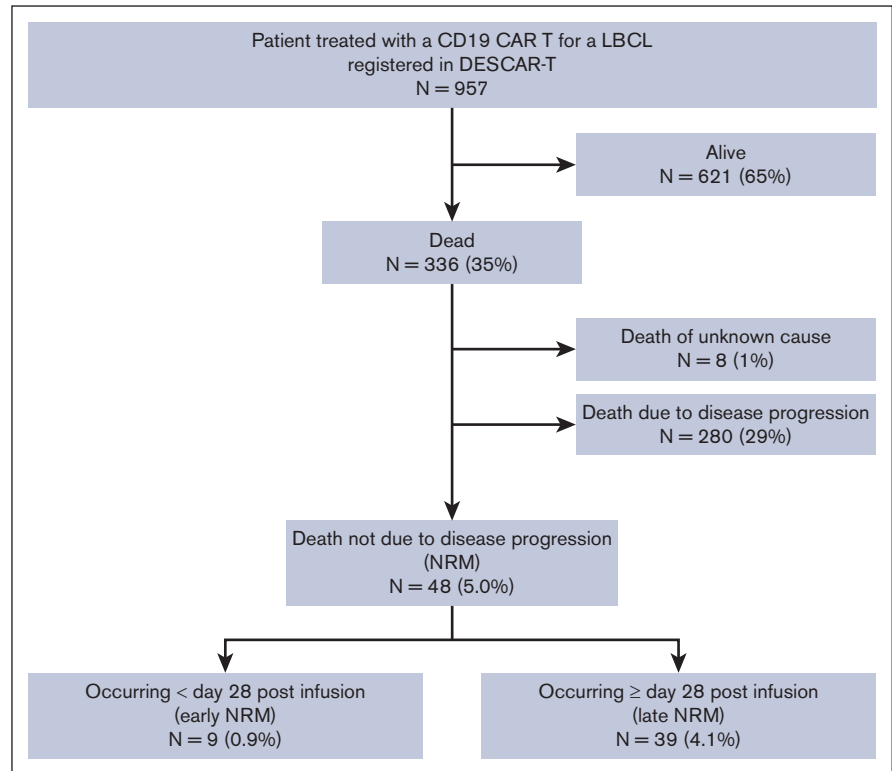 Patient treated with a CD19 CAR T for a LBCL
registered in DESCAR-T
N = 957
Alive
N = 621 (65%)
Dead
N = 336 (35%)
Death of unknown cause
N = 8 (1%)
Death due to disease progression
N = 280 (29%)
Death not due to disease progression
(NRM)
N = 48 (5.0%)
Occurring < day 28 post infusion
(early NRM)
N = 9 (0.9%)
Occurring ≥ day 28 post infusion
(late NRM)
N = 39 (4.1%)